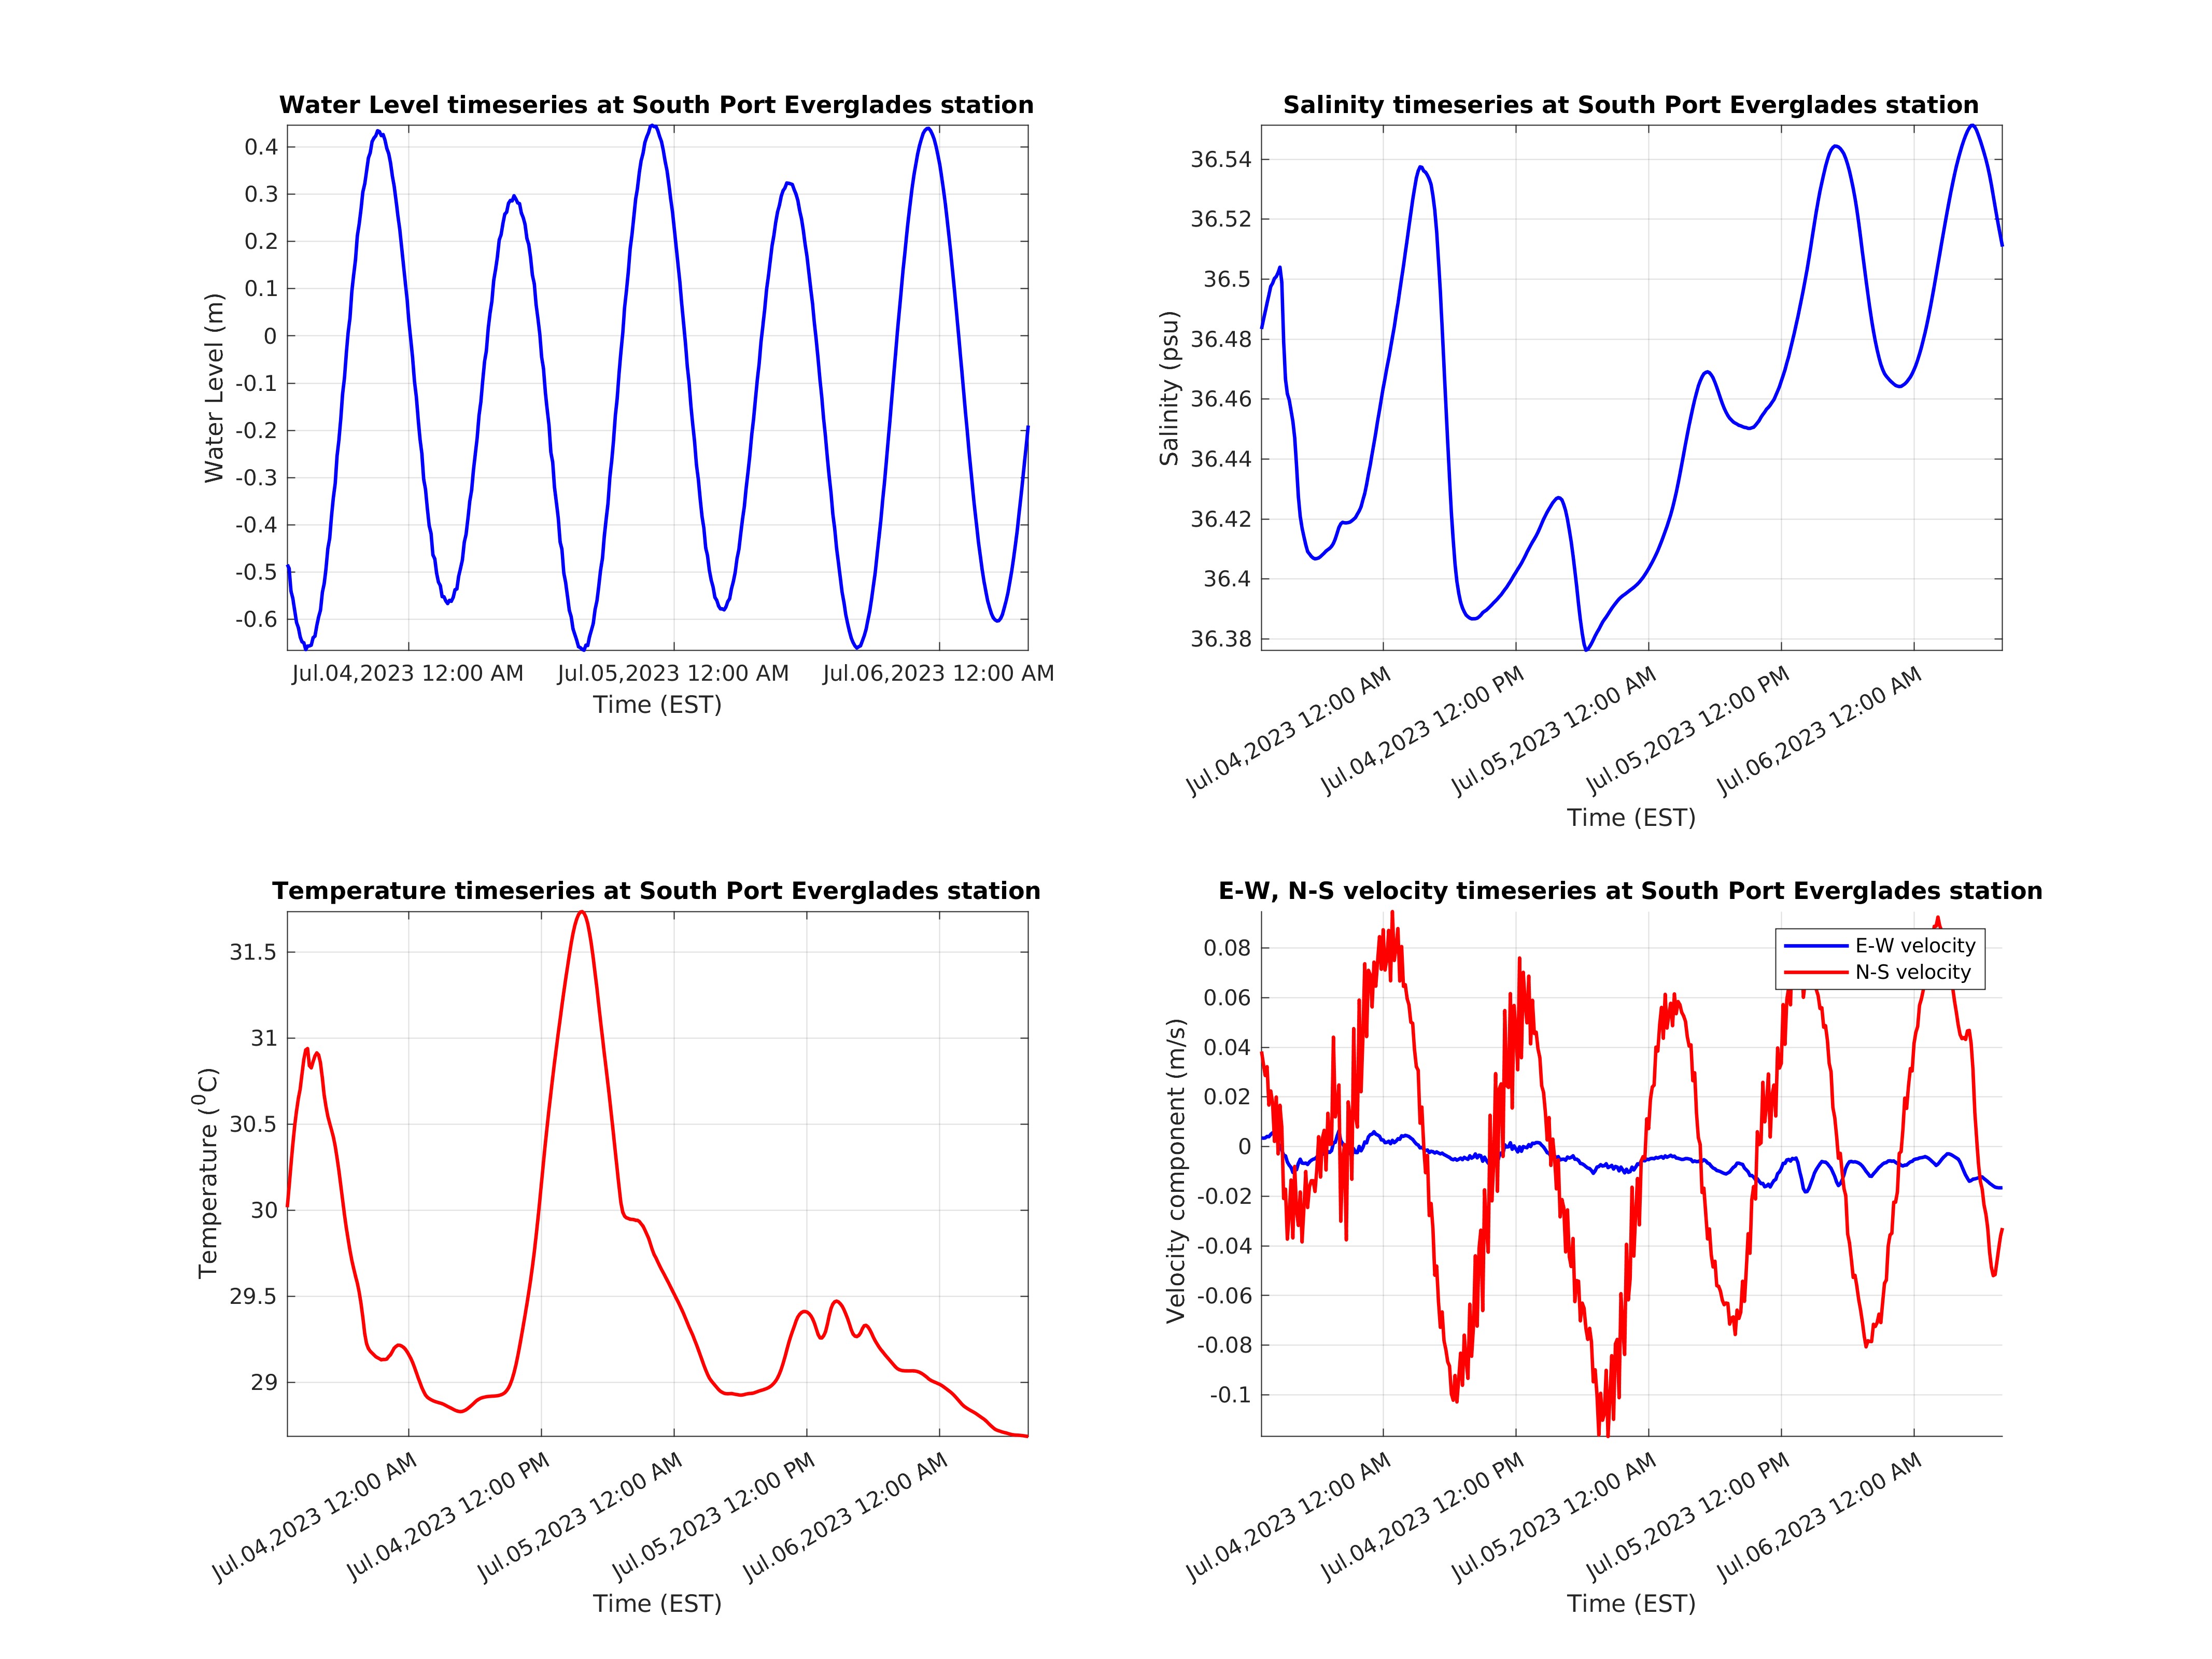 Water Level timeseries at South Port Everglades station
Water Level (m)
0.4
0.3
0.2
0.1
0
-0.1
-0.2
-0.3
-0.4
-0.5
-0.6
Jul.04,2023 12:00 AM
Jul.05,2023 12:00 AM
Jul.06,2023 12:00 AM
Time (EST)
Salinity timeseries at South Port Everglades station
Salinity (psu)
36.54
36.52
36.5
36.48
36.46
36.44
36.42
36.4
36.38
Jul.04,2023 12:00 AM
Jul.04,2023 12:00 PM
Jul.05,2023 12:00 AM
Jul.05,2023 12:00 PM
Jul.06,2023 12:00 AM
Time (EST)
Temperature timeseries at South Port Everglades station
Temperature (⁰C)
31.5
31
30.5
30
29.5
29
Jul.04,2023 12:00 AM
Jul.04,2023 12:00 PM
Jul.05,2023 12:00 AM
Jul.05,2023 12:00 PM
Jul.06,2023 12:00 AM
Time (EST)
E-W, N-S velocity timeseries at South Port Everglades station
Velocity component (m/s)
0.08
0.06
0.04
0.02
0
-0.02
-0.04
-0.06
-0.08
-0.1
E-W velocity
N-S velocity
Jul.04,2023 12:00 AM
Jul.04,2023 12:00 PM
Jul.05,2023 12:00 AM
Jul.05,2023 12:00 PM
Jul.06,2023 12:00 AM
Time (EST)